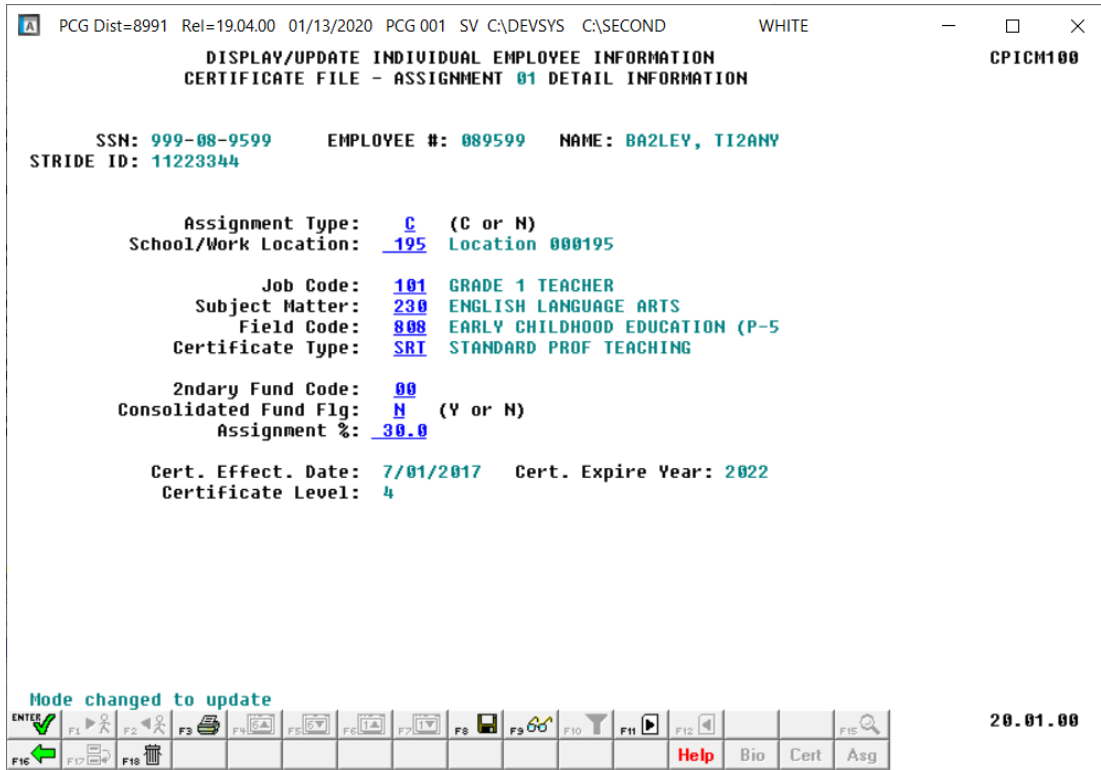 A PCG Dist=8991 Rel=19.04.00 01/13/2020 PCG 001 SV C:\DEVSYS C:\SECOND WHITE
DISPLAY/UPDATE INDIVIDUAL EMPLOYEE INFORMATION CPICM100
CERTIFICATE FILE - ASSIGNMENT 01 DETAIL INFORMATION
SSN: 999-08-9599 EMPLOYEE #: 089599 NAME: BA2LEY, TI2ANY
STRIDE ID: 11223344
Assignment Type: C (C or N)
School/Work Location: 195 Location 000195
Job Code: 101 GRADE 1 TEACHER
Subject Matter: 230 ENGLISH LANGUAGE ARTS
Field Code: 808 EARLY CHILDHOOD EDUCATION (P-5
Certificate Type: SRT STANDARD PROF TEACHING
2ndary Fund Code: 00
Consolidated Fund Flg: N (Y or N)
Assignment %: 30.0
Cert. Effect. Date: 7/01/2017 Cert. Expire Year: 2022
Certificate Level: 4
Mode changed to update
ENTER F1 F2 F3 F4 F5 F6 F7 F8 F9 F10 F11 F12 F15 20.01.00
F16 F17 F18 Help Bio Cert Asg